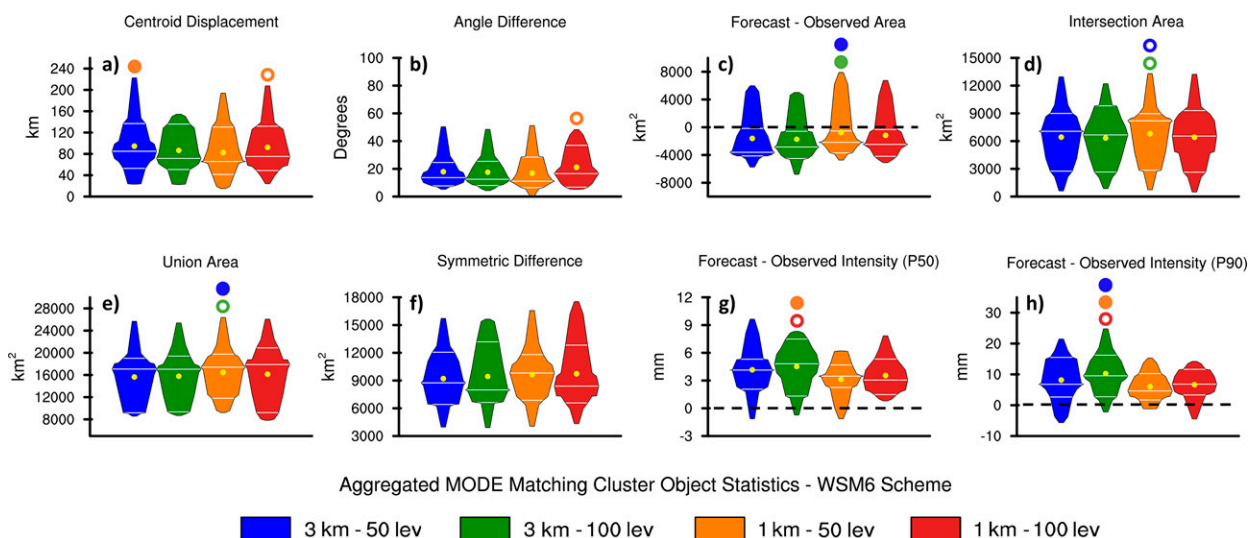 Centroid Displacement
Angle Difference
Forecast - Observed Area
Intersection Area
a)
km
240
200
160
120
80
40
0
b)
Degrees
100
80
60
40
20
0
c)
km²
8000
4000
0
-4000
-8000
d)
km²
15000
12000
9000
6000
3000
0
Union Area
Symmetric Difference
Forecast - Observed Intensity (P50)
Forecast - Observed Intensity (P90)
e)
km²
28000
24000
20000
16000
12000
8000
f)
km²
18000
15000
12000
9000
6000
3000
g)
mm
12
9
6
3
0
-3
h)
mm
30
20
10
0
-10
Aggregated MODE Matching Cluster Object Statistics - WSM6 Scheme
3 km - 50 lev
3 km - 100 lev
1 km - 50 lev
1 km - 100 lev